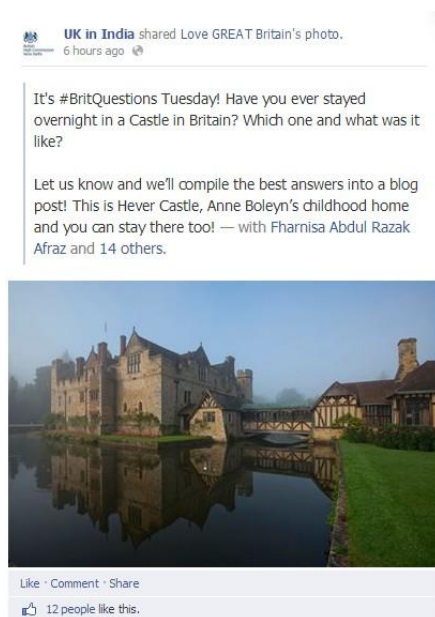 UK in India shared Love GREAT Britain's photo.
6 hours ago
It's #BritQuestions Tuesday! Have you ever stayed
overnight in a Castle in Britain? Which one and what was it
like?
Let us know and we'll compile the best answers into a blog
post! This is Hever Castle, Anne Boleyn's childhood home
and you can stay there too! — with Fharnisa Abdul Razak
Afraz and 14 others.
Like · Comment · Share
12 people like this.